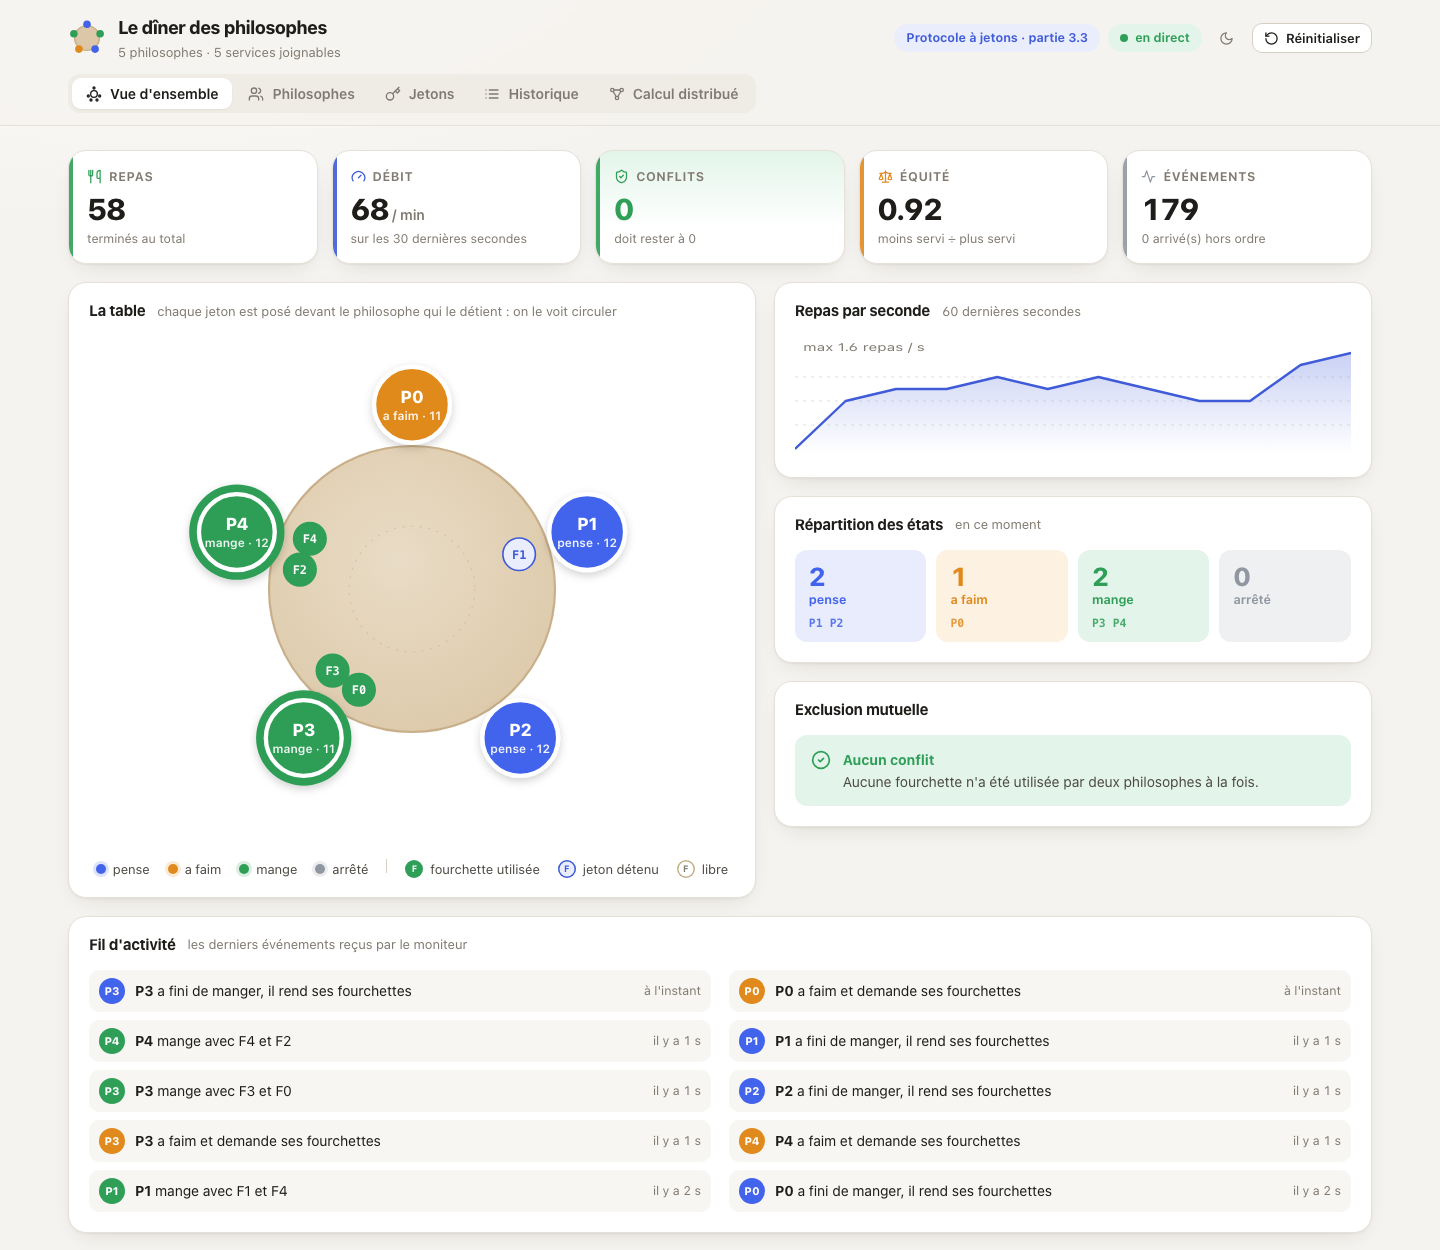 Le dîner des philosophes
5 philosophes · 5 services joignables
Protocole à jetons · partie 3.3
en direct
Réinitialiser
Vue d'ensemble
Philosophes
Jetons
Historique
Calcul distribué
REPAS
58
terminés au total
DÉBIT
68 / min
sur les 30 dernières secondes
CONFLITS
0
doit rester à 0
ÉQUITÉ
0.92
moins servi ÷ plus servi
ÉVÉNEMENTS
179
0 arrivé(s) hors ordre
La table chaque jeton est posé devant le philosophe qui le détient : on le voit circuler
P0
a faim · 11
P4
mange · 12
F4
F2
F1
P1
pense · 12
F3
F0
P3
mange · 11
P2
pense · 12
pense
a faim
mange
arrêté
F fourchette utilisée
F jeton détenu
F libre
Repas par seconde 60 dernières secondes
max 1.6 repas / s
Répartition des états en ce moment
2
pense
P1 P2
1
a faim
P0
2
mange
P3 P4
0
arrêté
Exclusion mutuelle
Aucun conflit
Aucune fourchette n'a été utilisée par deux philosophes à la fois.
Fil d'activité les derniers événements reçus par le moniteur
P3 P3 a fini de manger, il rend ses fourchettes à l'instant
P0 P0 a faim et demande ses fourchettes à l'instant
P4 P4 mange avec F4 et F2 il y a 1 s
P1 P1 a fini de manger, il rend ses fourchettes il y a 1 s
P3 P3 mange avec F3 et F0 il y a 1 s
P2 P2 a fini de manger, il rend ses fourchettes il y a 1 s
P3 P3 a faim et demande ses fourchettes il y a 1 s
P4 P4 a faim et demande ses fourchettes il y a 1 s
P1 P1 mange avec F1 et F4 il y a 2 s
P0 P0 a fini de manger, il rend ses fourchettes il y a 2 s